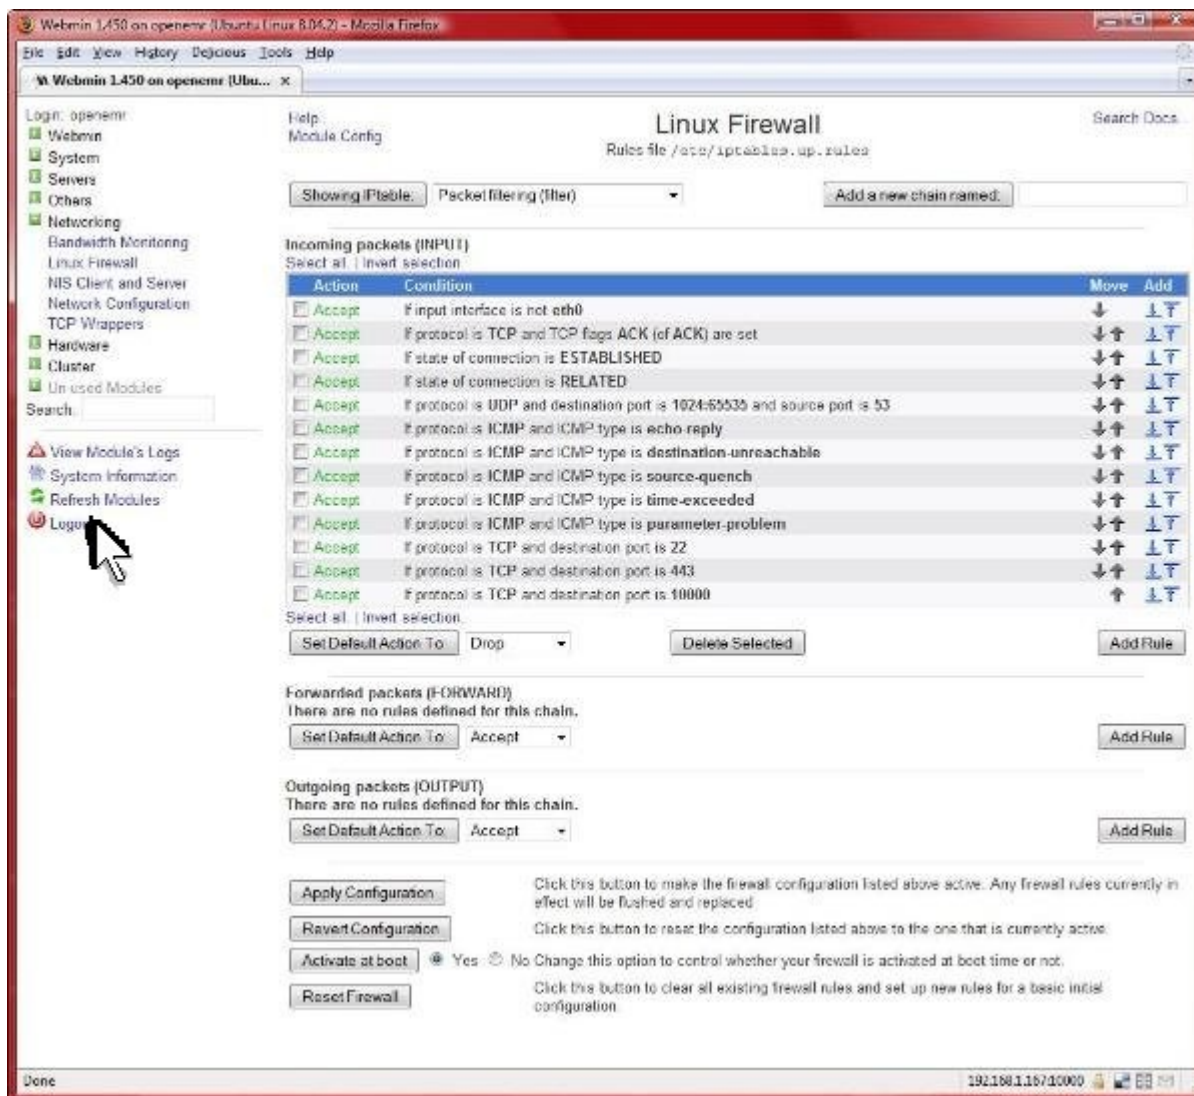 Webmin 1.450 on openemr (Ubuntu Linux 8.04.2) - Mozilla Firefox
File Edit View History Delicious Tools Help
Webmin 1.450 on openemr (Ubu... ×
Login: openemr
Webmin
System
Servers
Others
Networking
Bandwidth Monitoring
Linux Firewall
NIS Client and Server
Network Configuration
TCP Wrappers
Hardware
Cluster
Un-used Modules
Search:
View Module's Logs
System Information
Refresh Modules
Help..
Module Config
Linux Firewall
Rules file /etc/iptables.up.rules
Search Docs..
Showing IPtable: Packet filtering (filter) Add a new chain named:
Incoming packets (INPUT)
Select all. | Invert selection.
Action Condition Move Add
Accept If input interface is not eth0
Accept If protocol is TCP and TCP flags ACK (of ACK) are set
Accept If state of connection is ESTABLISHED
Accept If state of connection is RELATED
Accept If protocol is UDP and destination port is 1024:65535 and source port is 53
Accept If protocol is ICMP and ICMP type is echo-reply
Accept If protocol is ICMP and ICMP type is destination-unreachable
Accept If protocol is ICMP and ICMP type is source-quench
Accept If protocol is ICMP and ICMP type is time-exceeded
Accept If protocol is ICMP and ICMP type is parameter-problem
Accept If protocol is TCP and destination port is 22
Accept If protocol is TCP and destination port is 443
Accept If protocol is TCP and destination port is 10000
Select all. | Invert selection.
Set Default Action To: Drop Delete Selected Add Rule
Forwarded packets (FORWARD)
There are no rules defined for this chain.
Set Default Action To: Accept Add Rule
Outgoing packets (OUTPUT)
There are no rules defined for this chain.
Set Default Action To: Accept Add Rule
Apply Configuration Click this button to make the firewall configuration listed above active. Any firewall rules currently in
effect will be flushed and replaced
Revert Configuration Click this button to reset the configuration listed above to the one that is currently active.
Activate at boot Yes No Change this option to control whether your firewall is activated at boot time or not.
Reset Firewall Click this button to clear all existing firewall rules and set up new rules for a basic initial
configuration.
Done 192.168.1.167:10000